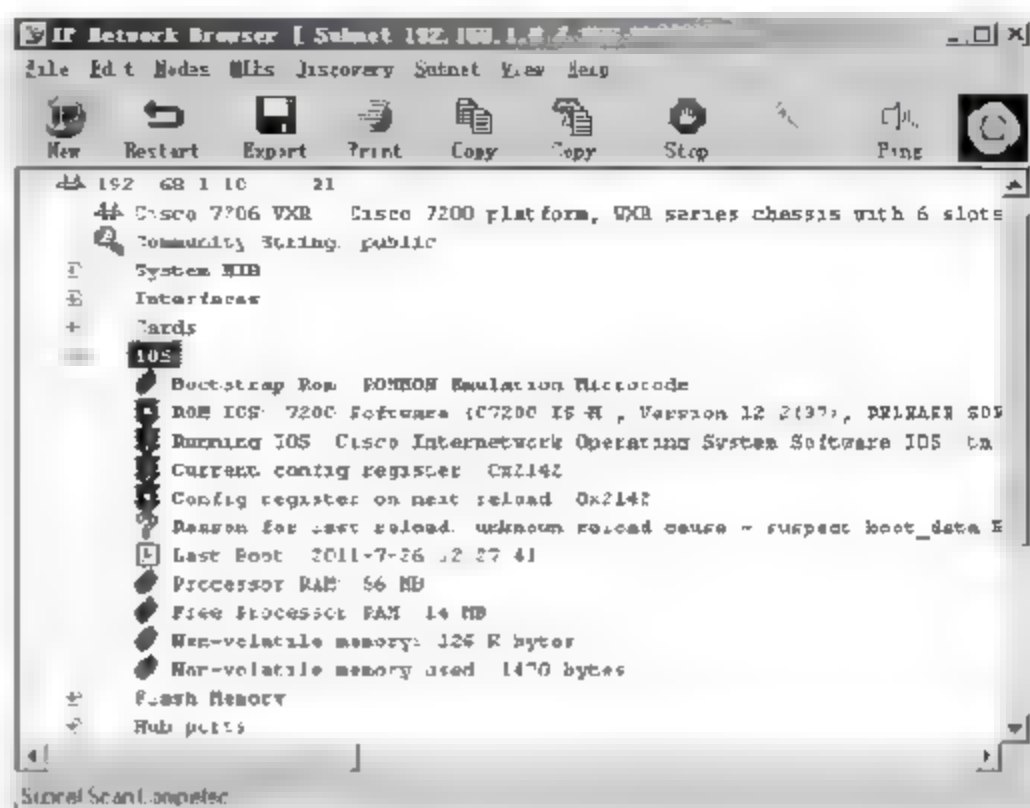 IP Network Browser [ Subnet 192.168.1.
File Edit Nodes MIBs Discovery Subnet View Help
New Restart Export Print Copy Copy Stop Ping
192 68 1 10 21
Cisco 7206 VXR Cisco 7200 platform, VXR series chassis with 6 slots
Community String: public
System MIB
Interfaces
Cards
IOS
Bootstrap Rom ROMMON Emulation Microcode
ROM IOS 7200 Software (C7200 IS-M), Version 12 2(37), RELEASE SOF
Running IOS Cisco Internetwork Operating System Software IOS tm
Current config register 0x2142
Config register on next reload 0x2142
Reason for last reload. unknown reload cause - suspect boot_data
Last Boot 2011-7-26 12 27 41
Processor RAM 56 MB
Free Processor RAM 14 MB
Non-volatile memory: 126 K bytes
Non-volatile memory used 1470 bytes
Flash Memory
Hub ports
Subnet Scan Completed